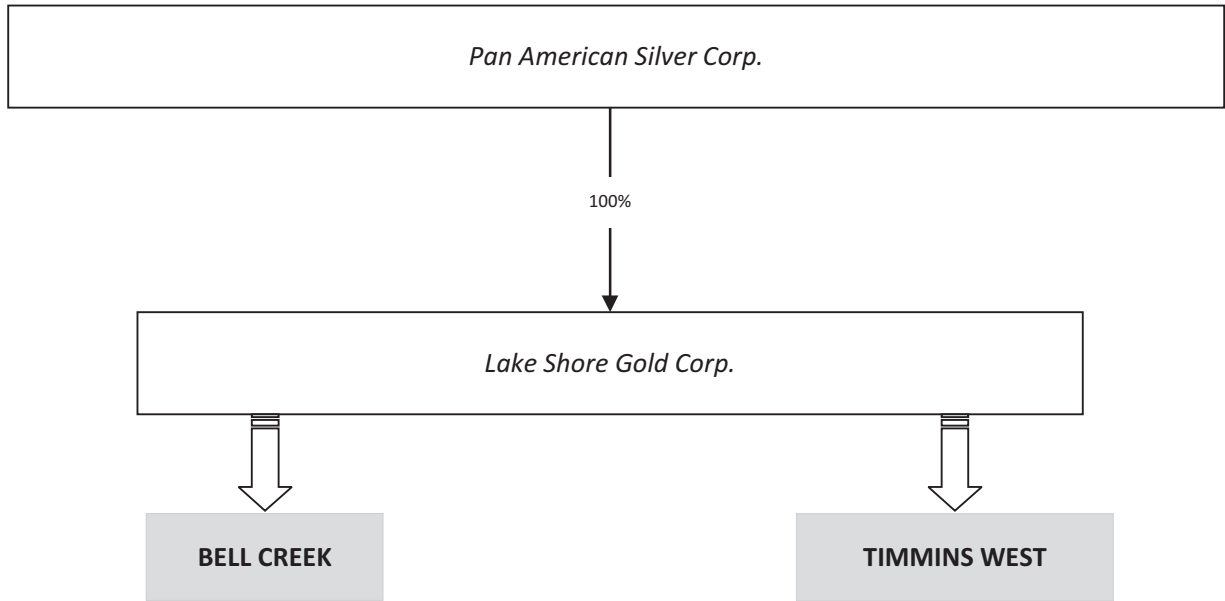 Pan American Silver Corp.
100%
Lake Shore Gold Corp.
BELL CREEK
TIMMINS WEST